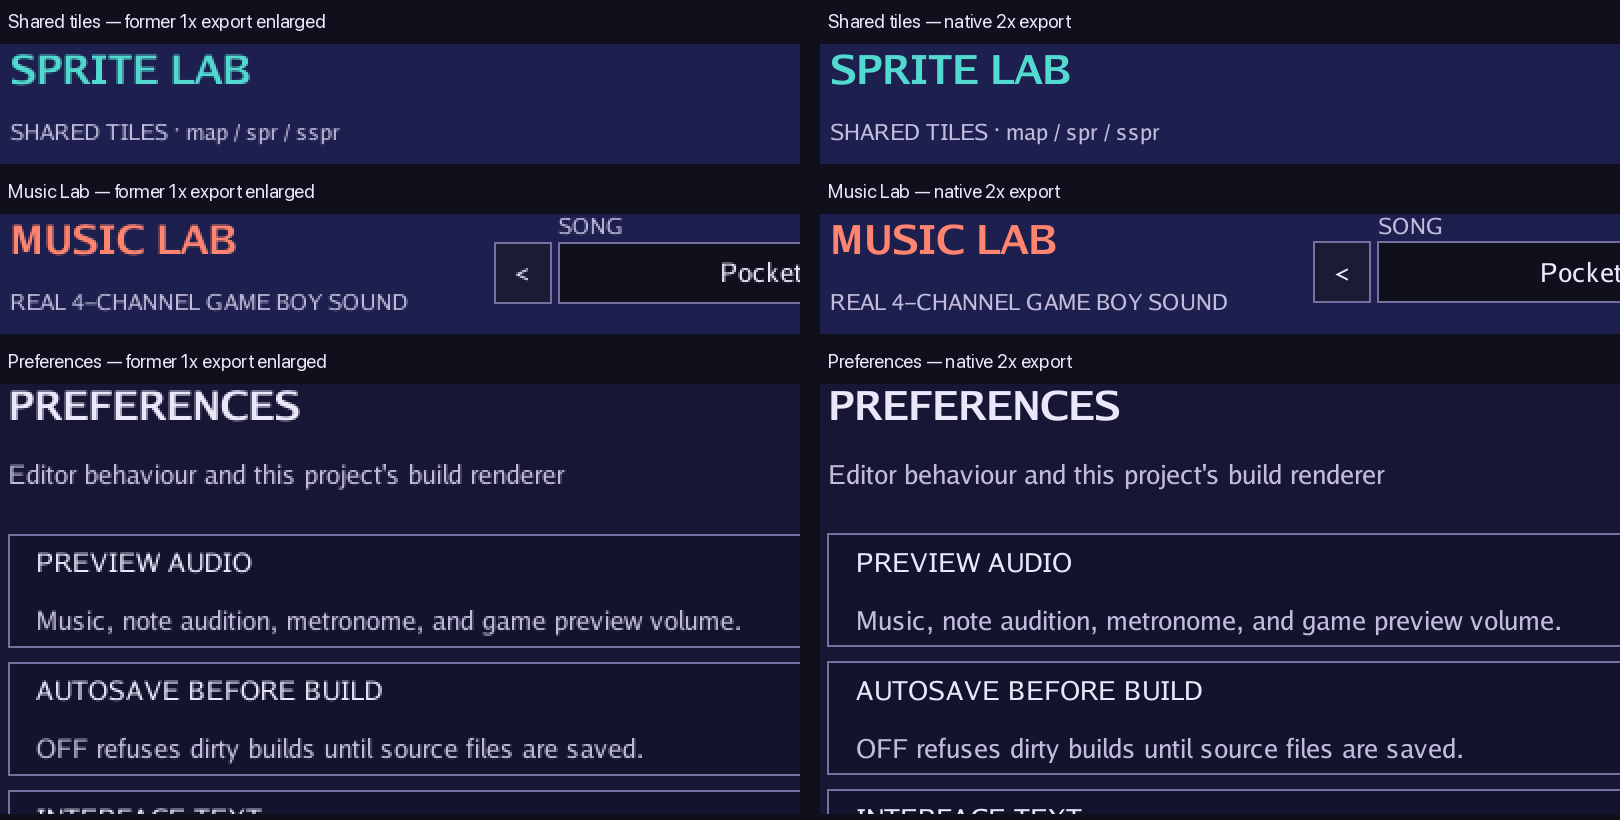 Shared tiles — former 1x export enlarged
SPRITE LAB
SHARED TILES · map / spr / sspr
Shared tiles — native 2x export
SPRITE LAB
SHARED TILES · map / spr / sspr
Music Lab — former 1x export enlarged
MUSIC LAB
REAL 4–CHANNEL GAME BOY SOUND
SONG
< Pocket
Music Lab — native 2x export
MUSIC LAB
REAL 4–CHANNEL GAME BOY SOUND
SONG
< Pocket
Preferences — former 1x export enlarged
PREFERENCES
Editor behaviour and this project's build renderer
PREVIEW AUDIO
Music, note audition, metronome, and game preview volume.
AUTOSAVE BEFORE BUILD
OFF refuses dirty builds until source files are saved.
INTERFACE TEXT
Preferences — native 2x export
PREFERENCES
Editor behaviour and this project's build renderer
PREVIEW AUDIO
Music, note audition, metronome, and game preview volume.
AUTOSAVE BEFORE BUILD
OFF refuses dirty builds until source files are saved.
INTERFACE TEXT